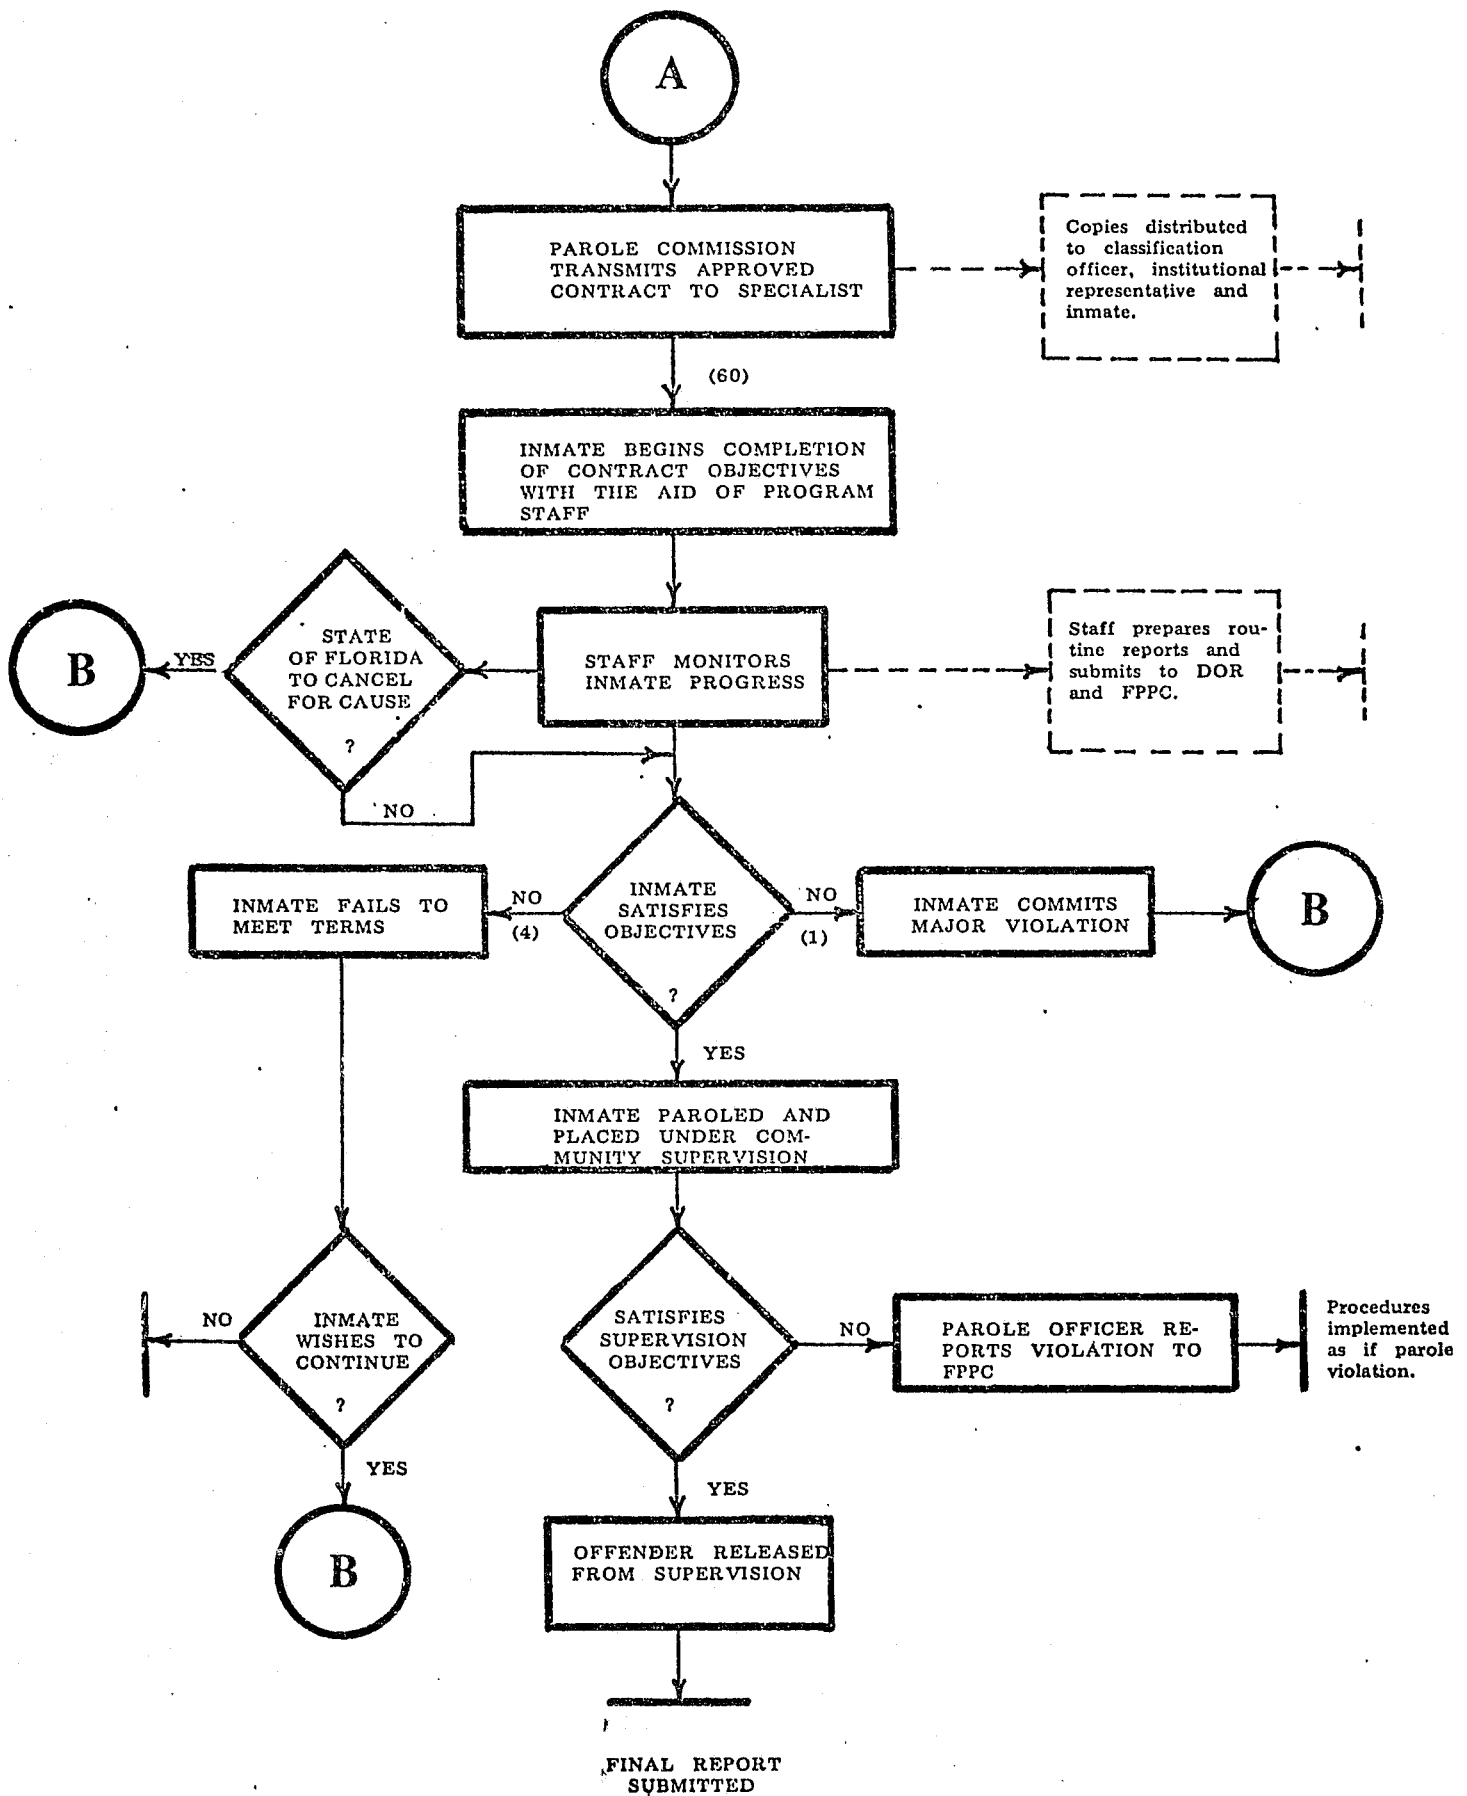 A
PAROLE COMMISSION
TRANSMITS APPROVED
CONTRACT TO SPECIALIST
Copies distributed
to classification
officer, institutional
representative and
inmate.
(60)
INMATE BEGINS COMPLETION
OF CONTRACT OBJECTIVES
WITH THE AID OF PROGRAM
STAFF
B
YES
STATE
OF FLORIDA
TO CANCEL
FOR CAUSE
?
NO
STAFF MONITORS
INMATE PROGRESS
Staff prepares rou-
tine reports and
submits to DOR
and FPPC.
INMATE FAILS TO
MEET TERMS
NO
(4)
INMATE
SATISFIES
OBJECTIVES
?
NO
(1)
INMATE COMMITS
MAJOR VIOLATION
B
YES
INMATE PAROLED AND
PLACED UNDER COM-
MUNITY SUPERVISION
NO
INMATE
WISHES TO
CONTINUE
?
YES
B
SATISFIES
SUPERVISION
OBJECTIVES
?
NO
PAROLE OFFICER RE-
PORTS VIOLATION TO
FPPC
Procedures
implemented
as if parole
violation.
YES
OFFENDER RELEASED
FROM SUPERVISION
FINAL REPORT
SUBMITTED